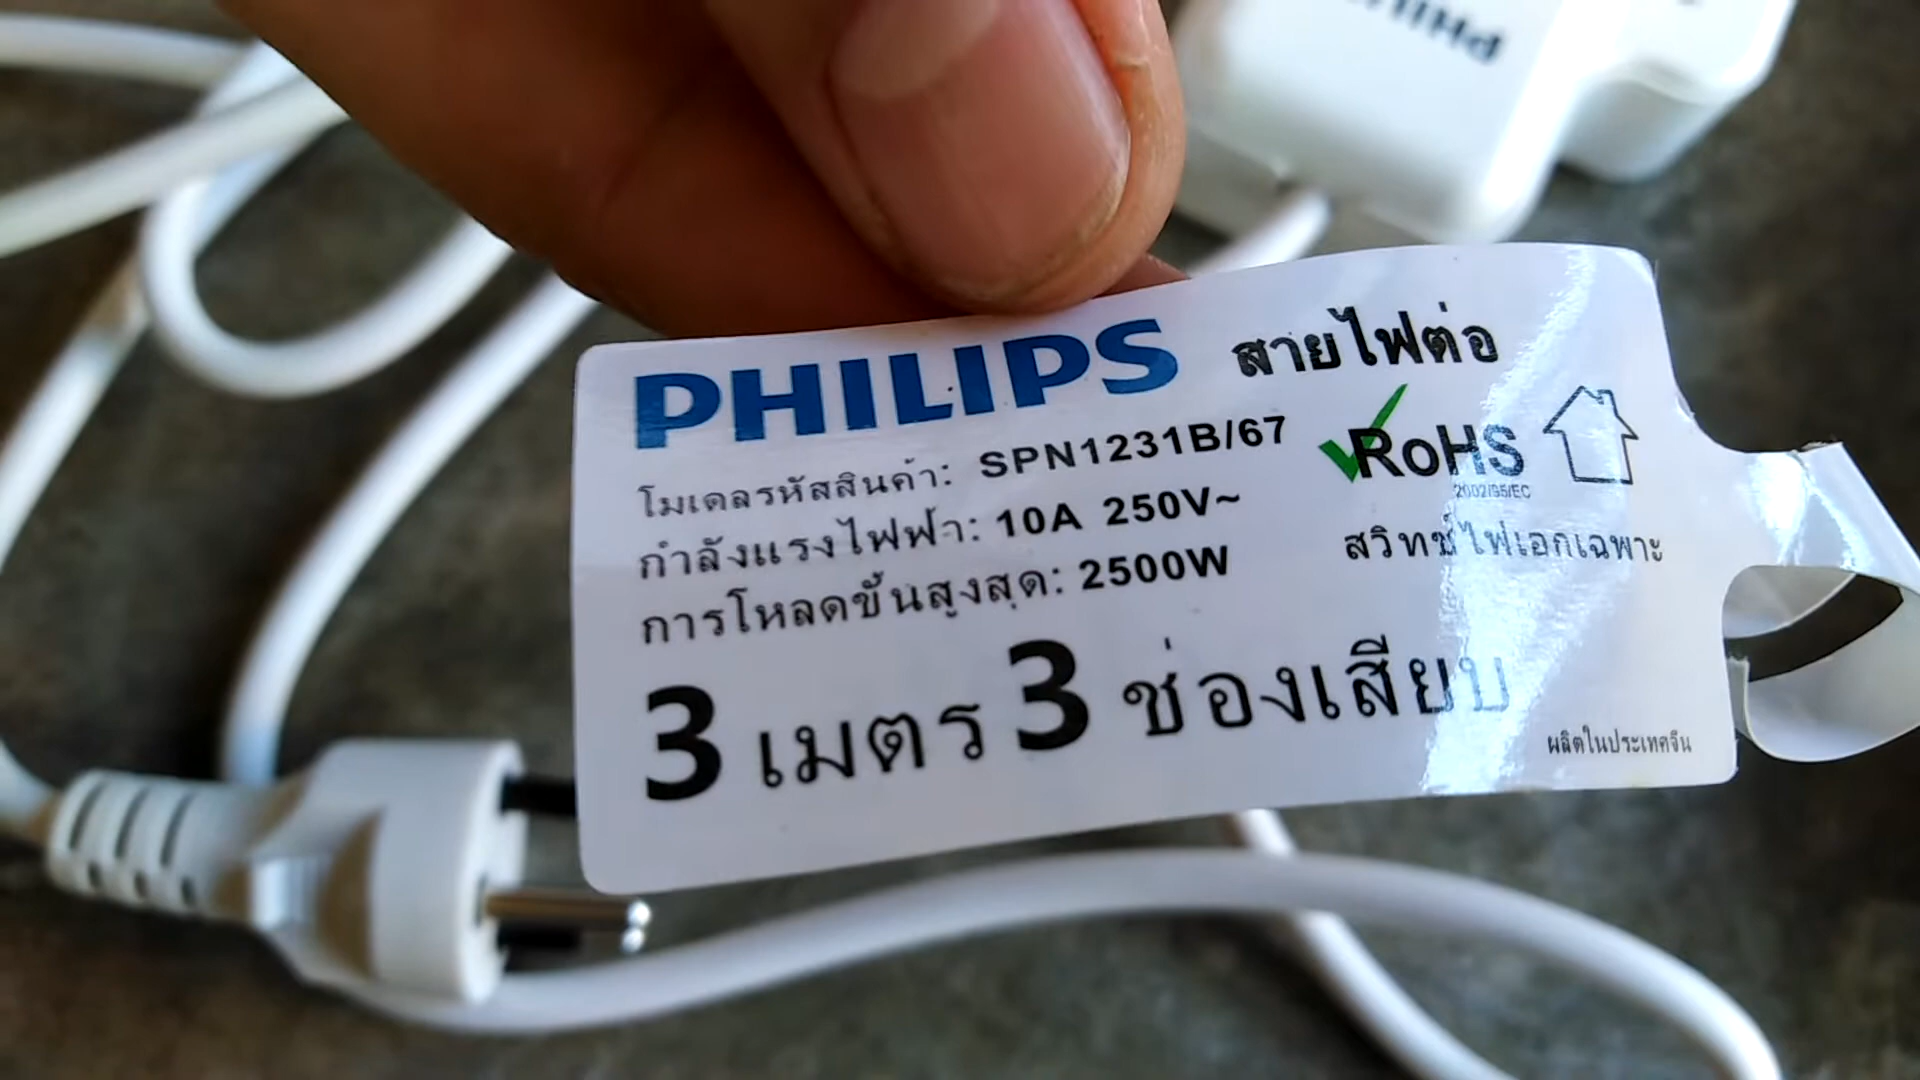 PHILIPS
PHILIPS สายไฟต่อ
โมเดลรหัสสินค้า: SPN1231B/67
กำลังแรงไฟฟ้า: 10A 250V~
การโหลดขั้นสูงสุด: 2500W
RoHS
2002/95/EC
สวิทช์ไฟเอกเฉพาะ
3 เมตร 3 ช่องเสียบ
ผลิตในประเทศจีน